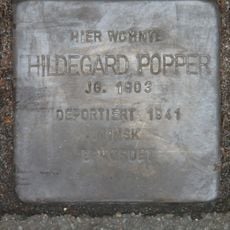 HIER WOHNTE
HILDEGARD POPPER
JG. 1903
DEPORTIERT 1941
MINSK
ERMORDET